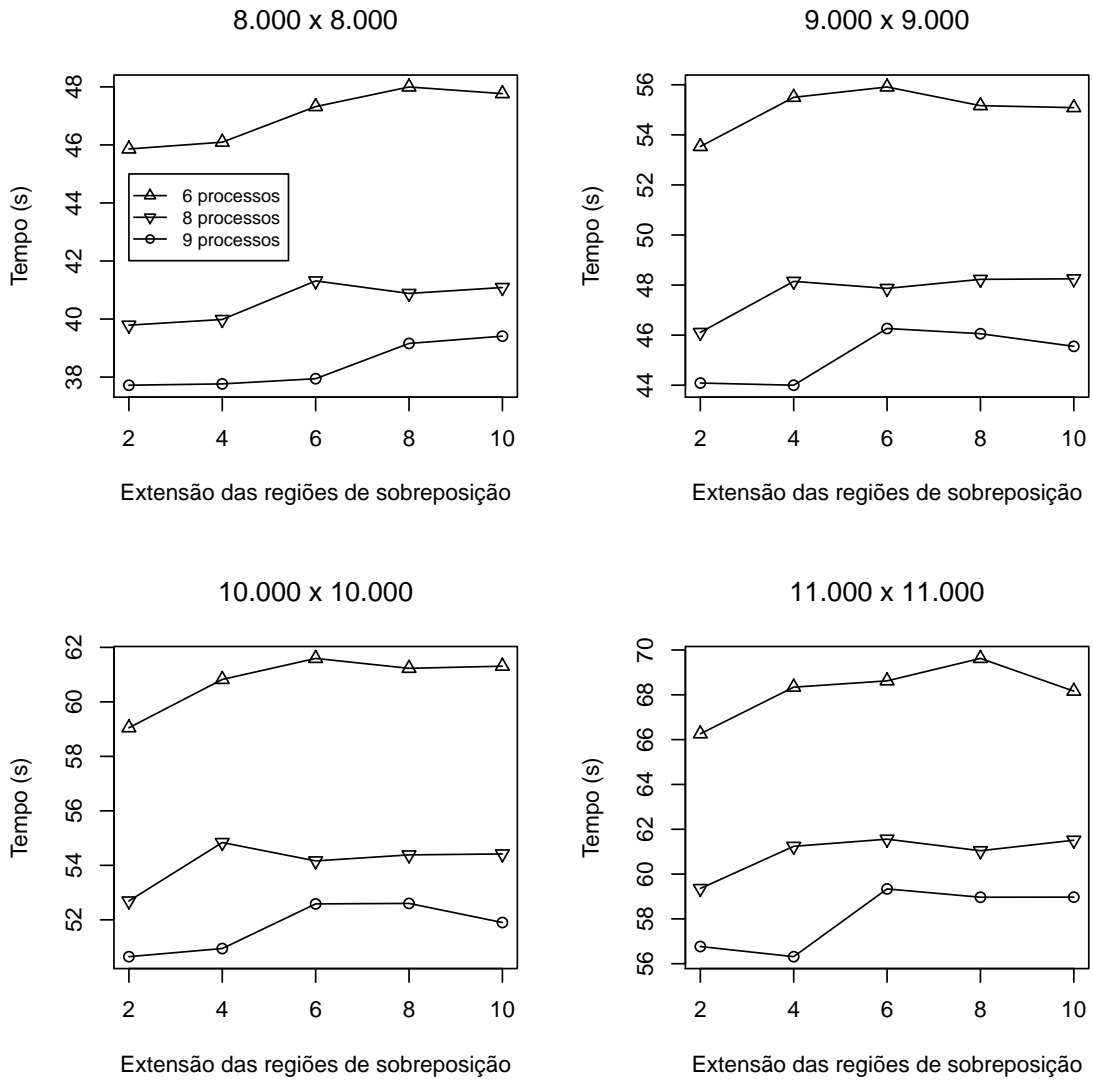 8.000 x 8.000
Tempo (s)
48
46
44
42
40
38
6 processos
8 processos
9 processos
2 4 6 8 10
Extensão das regiões de sobreposição
9.000 x 9.000
Tempo (s)
56
54
52
50
48
46
44
2 4 6 8 10
Extensão das regiões de sobreposição
10.000 x 10.000
Tempo (s)
62
60
58
56
54
52
2 4 6 8 10
Extensão das regiões de sobreposição
11.000 x 11.000
Tempo (s)
70
68
66
64
62
60
58
56
2 4 6 8 10
Extensão das regiões de sobreposição